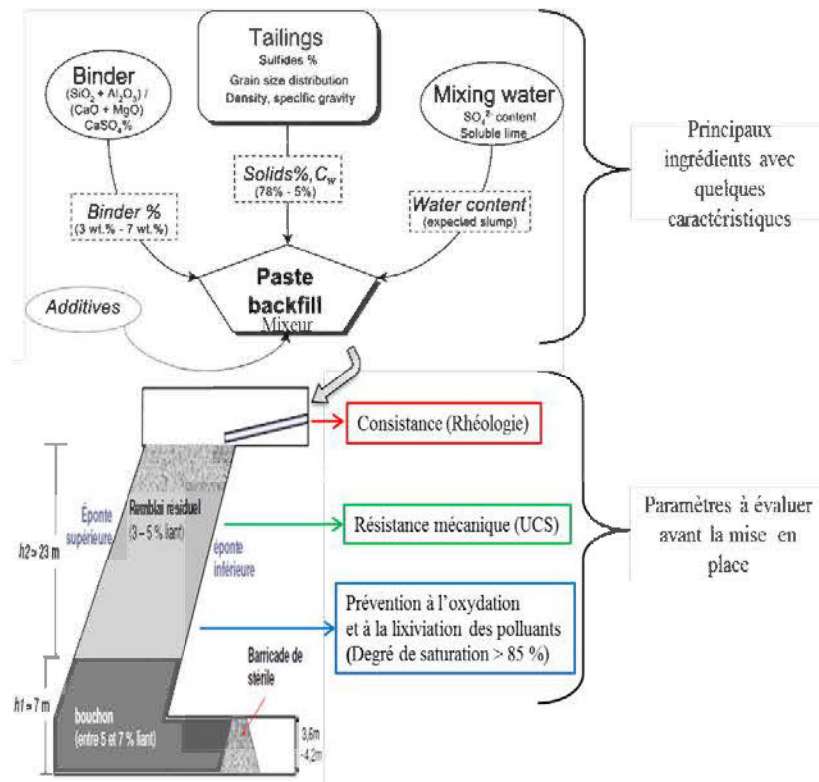 Tailings
Sulfides %
Grain size distribution
Density, specific gravity
Binder
(SiO₂ + Al₂O₃) /
(CaO + MgO)
CaSO₄%
Mixing water
SO₄²⁻ content
Soluble lime
Solids%, Cw
(78% - 5%)
Binder %
(3 wt.% - 7 wt.%)
Water content
(expected slump)
Paste
backfill
Mixeur
Additives
Principaux
ingrédients avec
quelques
caractéristiques
Consistance (Rhéologie)
Résistance mécanique (UCS)
Prévention à l'oxydation
et à la lixiviation des polluants
(Degré de saturation > 85 %)
Paramètres à évaluer
avant la mise en
place
Éponte
supérieure
Remblai résiduel
(3 – 5 % liant)
éponte
inférieure
h2 = 23 m
Barricade de
stérile
h1 = 7 m
bouchon
(entre 5 et 7 % liant)
3,6m
-4,2m